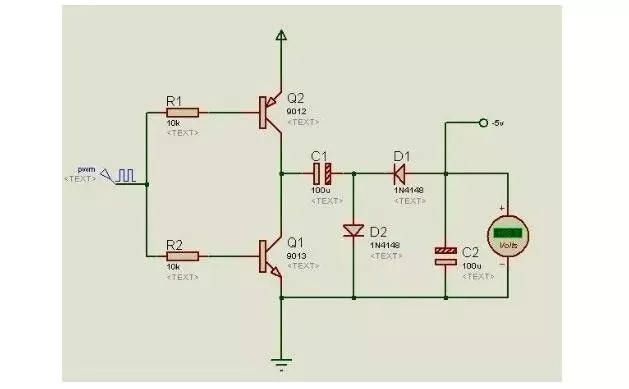 R1
10k
<TEXT>
Q2
9012
<TEXT>
pwm
<TEXT>
C1
100u
<TEXT>
D1
1N4148
<TEXT>
-5v
D2
1N4148
<TEXT>
R2
10k
<TEXT>
Q1
9013
<TEXT>
C2
100u
<TEXT>
+
Volts
−